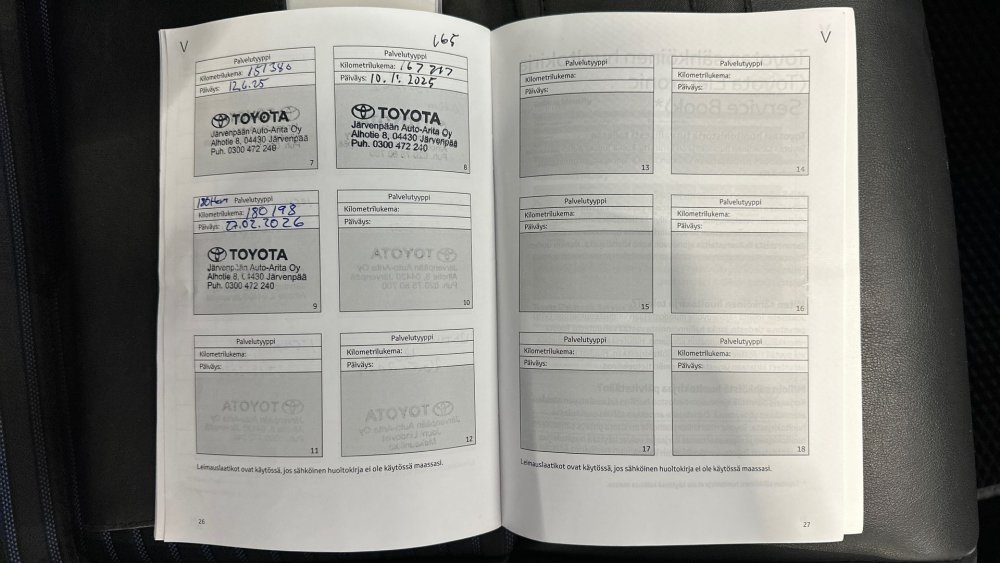 V
165
Palvelutyyppi
Kilometrilukema: 151380
Päiväys: 12.6.25
TOYOTA
Järvenpään Auto-Arita Oy
Alhotie 8, 04430 Järvenpää
Puh. 0300 472 240
7
Palvelutyyppi
Kilometrilukema: 167 217
Päiväys: 10.11.2025
TOYOTA
Järvenpään Auto-Arita Oy
Alhotie 8, 04430 Järvenpää
Puh. 0300 472 240
8
Palvelutyyppi
Kilometrilukema: 180198
Päiväys: 27.02.2026
TOYOTA
Järvenpään Auto-Arita Oy
Alhotie 8, 04430 Järvenpää
Puh. 0300 472 240
9
Palvelutyyppi
Kilometrilukema:
Päiväys:
10
Palvelutyyppi
Kilometrilukema:
Päiväys:
11
Palvelutyyppi
Kilometrilukema:
Päiväys:
12
Leimauslaatikot ovat käytössä, jos sähköinen huoltokirja ei ole käytössä maassasi.
26
V
Palvelutyyppi
Kilometrilukema:
Päiväys:
13
Palvelutyyppi
Kilometrilukema:
Päiväys:
14
Palvelutyyppi
Kilometrilukema:
Päiväys:
15
Palvelutyyppi
Kilometrilukema:
Päiväys:
16
Palvelutyyppi
Kilometrilukema:
Päiväys:
17
Palvelutyyppi
Kilometrilukema:
Päiväys:
18
Leimauslaatikot ovat käytössä, jos sähköinen huoltokirja ei ole käytössä maassasi.
27